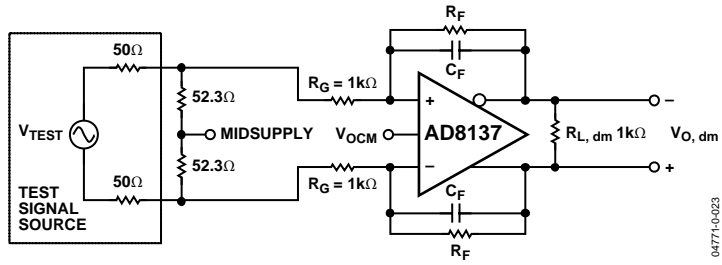 TEST
SIGNAL
SOURCE
VTEST
50Ω
50Ω
52.3Ω
52.3Ω
MIDSUPPLY
RG = 1kΩ
RG = 1kΩ
VOCM
RF
CF
+
AD8137
−
CF
RF
RL, dm 1kΩ
−
VO, dm
+
04771-0-023